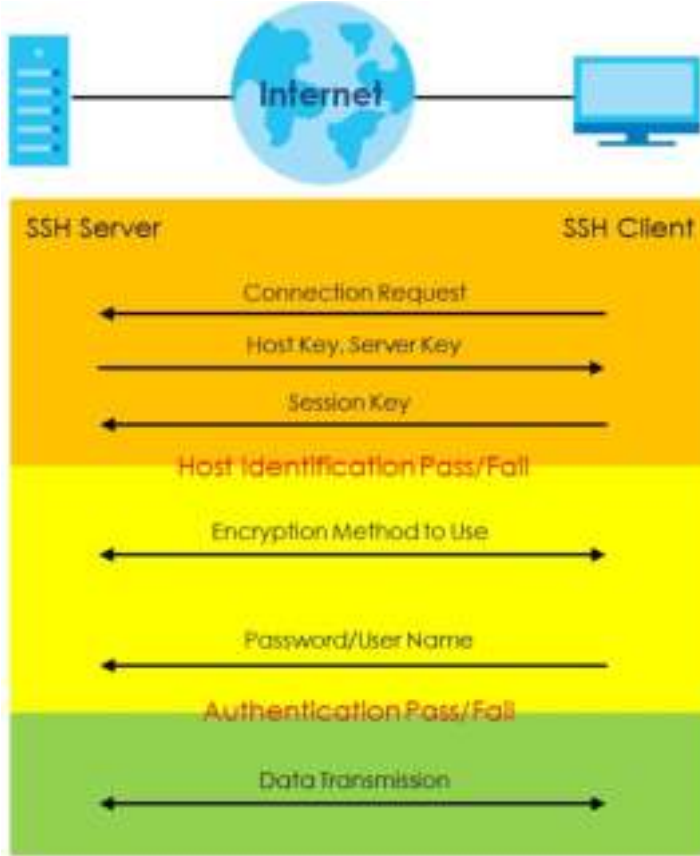 Internet
SSH Server
SSH Client
Connection Request
Host Key, Server Key
Session Key
Host Identification Pass/Fail
Encryption Method to Use
Password/User Name
Authentication Pass/Fail
Data Transmission